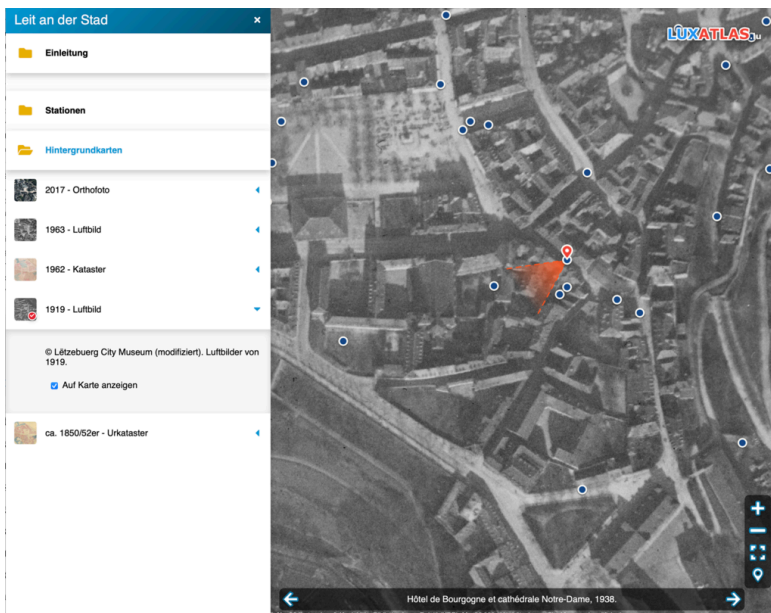 Leit an der Stad ×
Einleitung
Stationen
Hintergrundkarten
2017 - Orthofoto
1963 - Luftbild
1962 - Kataster
1919 - Luftbild
© Lëtzebuerg City Museum (modifiziert). Luftbilder von
1919.
Auf Karte anzeigen
ca. 1850/52er - Urkataster
LUXATLAS.lu
Hôtel de Bourgogne et cathédrale Notre-Dame, 1938.